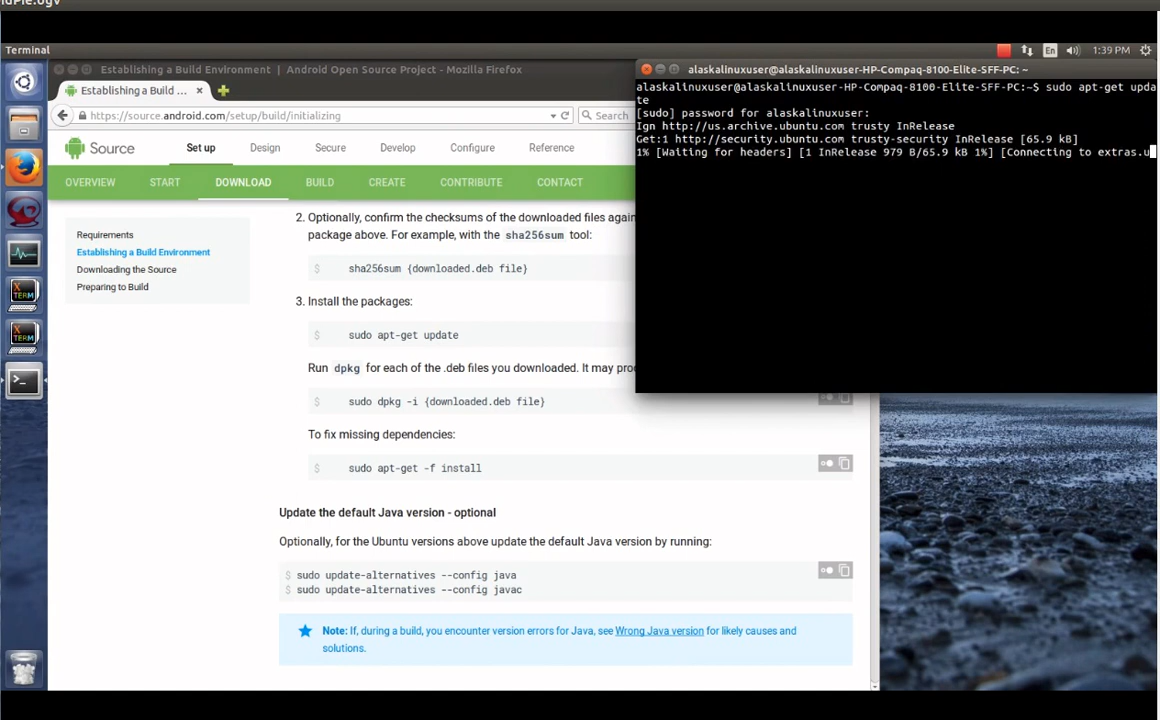 Terminal
En
1:39 PM
Establishing a Build Environment | Android Open Source Project - Mozilla Firefox
Establishing a Build ...
https://source.android.com/setup/build/initializing
Search
Source
Set up
Design
Secure
Develop
Configure
Reference
OVERVIEW
START
DOWNLOAD
BUILD
CREATE
CONTRIBUTE
CONTACT
Requirements
Establishing a Build Environment
Downloading the Source
Preparing to Build
2. Optionally, confirm the checksums of the downloaded files again
package above. For example, with the sha256sum tool:
$ sha256sum {downloaded.deb file}
3. Install the packages:
$ sudo apt-get update
Run dpkg for each of the .deb files you downloaded. It may pro
$ sudo dpkg -i {downloaded.deb file}
To fix missing dependencies:
$ sudo apt-get -f install
Update the default Java version - optional
Optionally, for the Ubuntu versions above update the default Java version by running:
$ sudo update-alternatives --config java
$ sudo update-alternatives --config javac
Note: If, during a build, you encounter version errors for Java, see Wrong Java version for likely causes and
solutions.
alaskalinuxuser@alaskalinuxuser-HP-Compaq-8100-Elite-SFF-PC: ~
alaskalinuxuser@alaskalinuxuser-HP-Compaq-8100-Elite-SFF-PC:~$ sudo apt-get upda
te
[sudo] password for alaskalinuxuser:
Ign http://us.archive.ubuntu.com trusty InRelease
Get:1 http://security.ubuntu.com trusty-security InRelease [65.9 kB]
1% [Waiting for headers] [1 InRelease 979 B/65.9 kB 1%] [Connecting to extras.u
X
TERM
X
TERM
>_